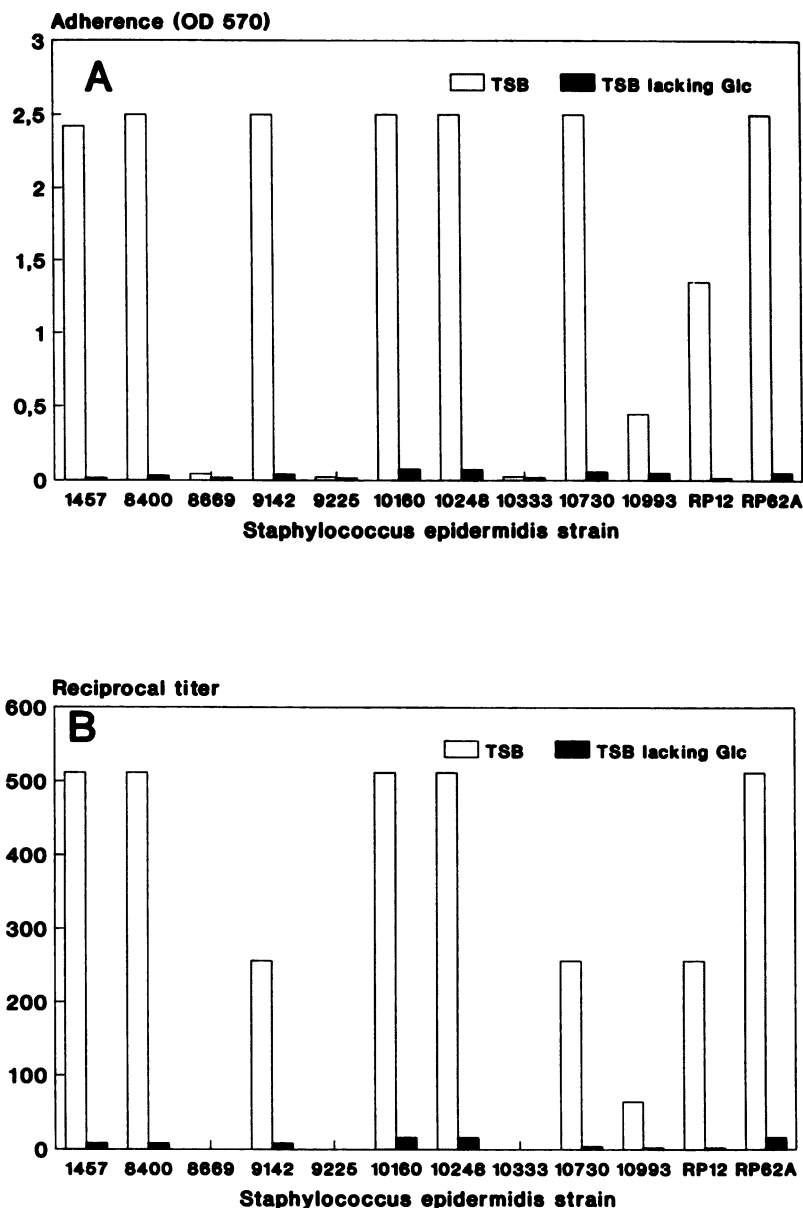 Adherence (OD 570)
3
A
TSB
TSB lacking Glc
2,5
2
1,5
1
0,5
0
1457 8400 8669 9142 9225 10160 10248 10333 10730 10993 RP12 RP62A
Staphylococcus epidermidis strain
Reciprocal titer
600
B
TSB
TSB lacking Glc
500
400
300
200
100
0
1457 8400 8669 9142 9225 10160 10248 10333 10730 10993 RP12 RP62A
Staphylococcus epidermidis strain